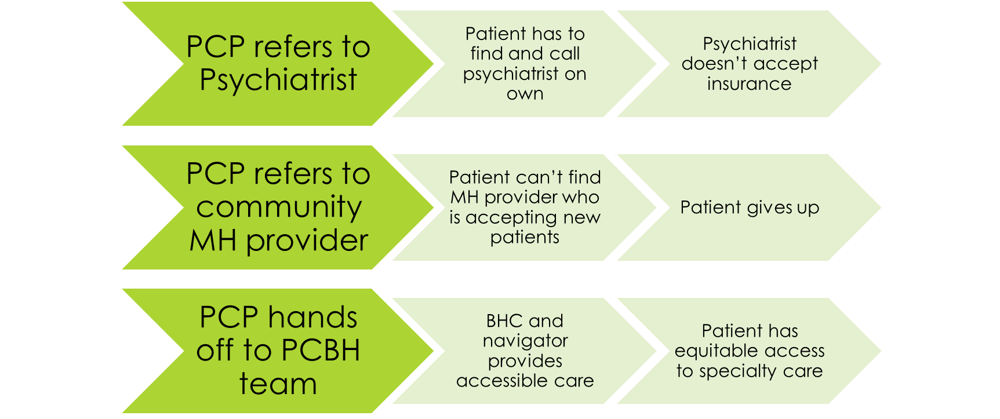 PCP refers to
Psychiatrist
Patient has to
find and call
psychiatrist on
own
Psychiatrist
doesn’t accept
insurance
PCP refers to
community
MH provider
Patient can’t find
MH provider who
is accepting new
patients
Patient gives up
PCP hands
off to PCBH
team
BHC and
navigator
provides
accessible care
Patient has
equitable access
to specialty care